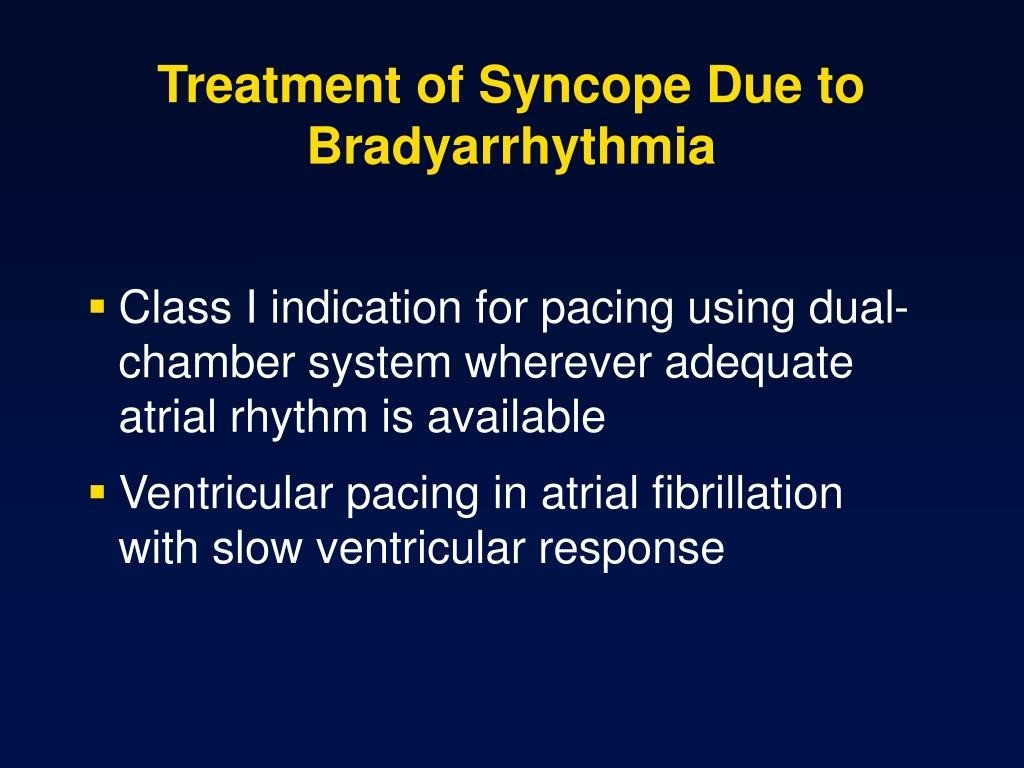 Treatment of Syncope Due to
Bradyarrhythmia
▪ Class I indication for pacing using dual-
chamber system wherever adequate
atrial rhythm is available
▪ Ventricular pacing in atrial fibrillation
with slow ventricular response